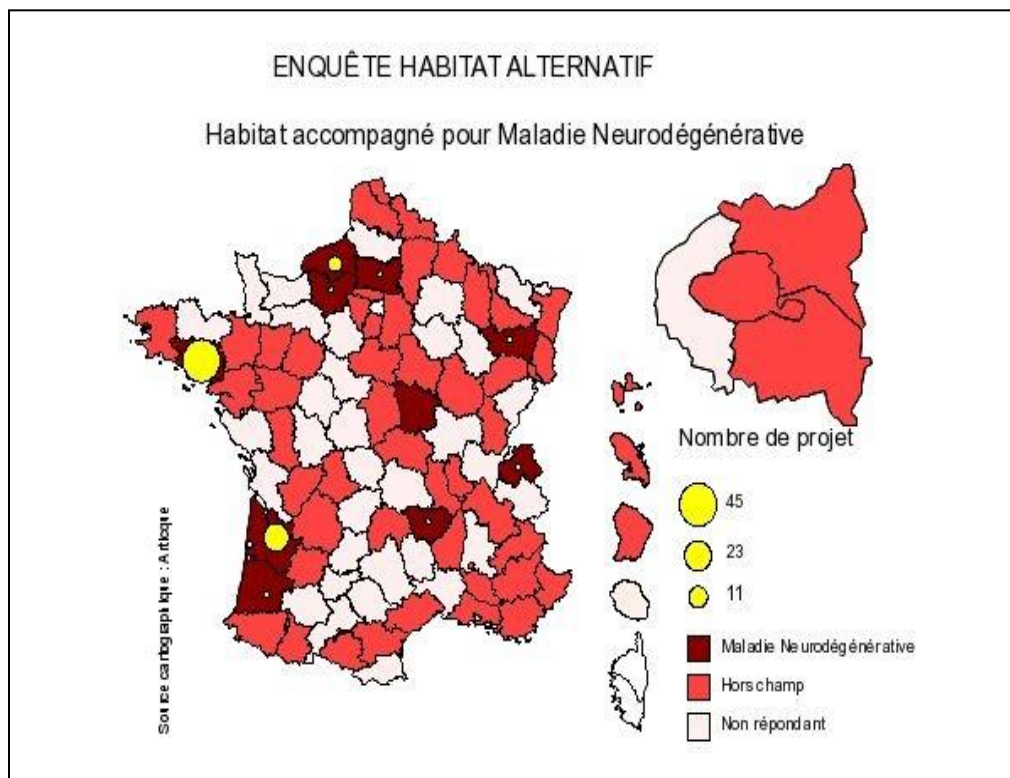 ENQUÊTE HABITAT ALTERNATIF
Habitat accompagné pour Maladie Neurodégénérative
Nombre de projet
45
23
11
Maladie Neurodégénérative
Hors champ
Non répondant
Source cartographique : Articque